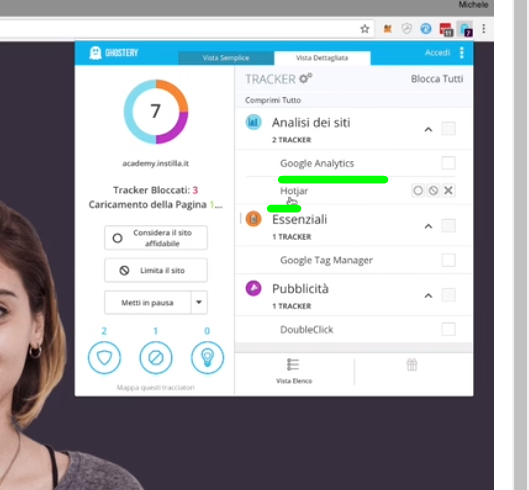 Michele
GHOSTERY
Vista Semplice
Vista Dettagliata
Accedi
7
academy.instilla.it
Tracker Bloccati: 3
Caricamento della Pagina 1...
Considera il sito affidabile
Limita il sito
Metti in pausa
2 1 0
Mappa questi tracciatori
TRACKER
Blocca Tutti
Comprimi Tutto
Analisi dei siti
2 TRACKER
Google Analytics
Hotjar
Essenziali
1 TRACKER
Google Tag Manager
Pubblicità
1 TRACKER
DoubleClick
Vista Elenco